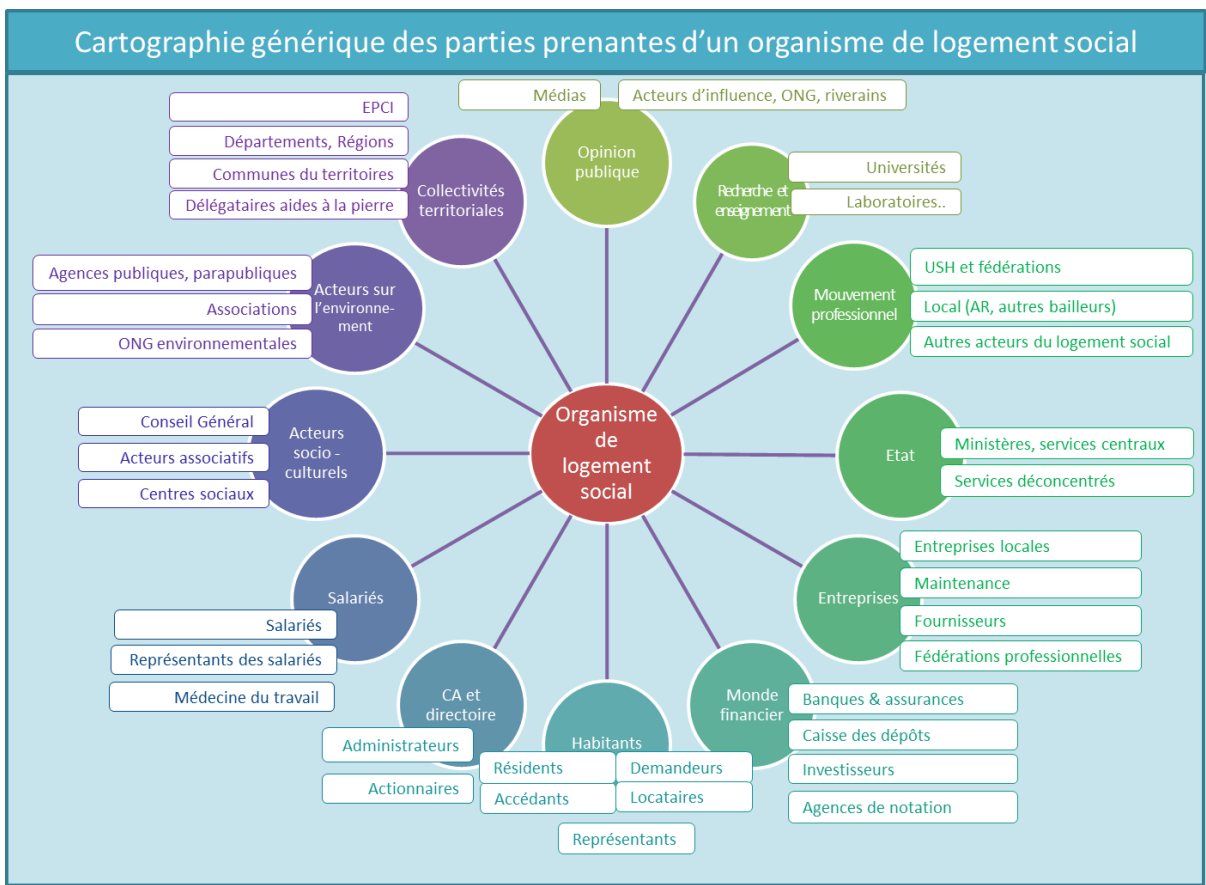 Cartographie générique des parties prenantes d’un organisme de logement social
Médias
Acteurs d’influence, ONG, riverains
Opinion
publique
EPCI
Départements, Régions
Communes du territoires
Délégataires aides à la pierre
Collectivités
territoriales
Recherche et
enseignement
Universités
Laboratoires..
Agences publiques, parapubliques
Associations
ONG environnementales
Acteurs sur
l’environne-
ment
Mouvement
professionnel
USH et fédérations
Local (AR, autres bailleurs)
Autres acteurs du logement social
Conseil Général
Acteurs associatifs
Centres sociaux
Acteurs
socio -
culturels
Organisme
de
logement
social
Etat
Ministères, services centraux
Services déconcentrés
Salariés
Salariés
Représentants des salariés
Médecine du travail
Entreprises
Entreprises locales
Maintenance
Fournisseurs
Fédérations professionnelles
CA et
directoire
Administrateurs
Actionnaires
Habitants
Résidents
Demandeurs
Accédants
Locataires
Représentants
Monde
financier
Banques & assurances
Caisse des dépôts
Investisseurs
Agences de notation